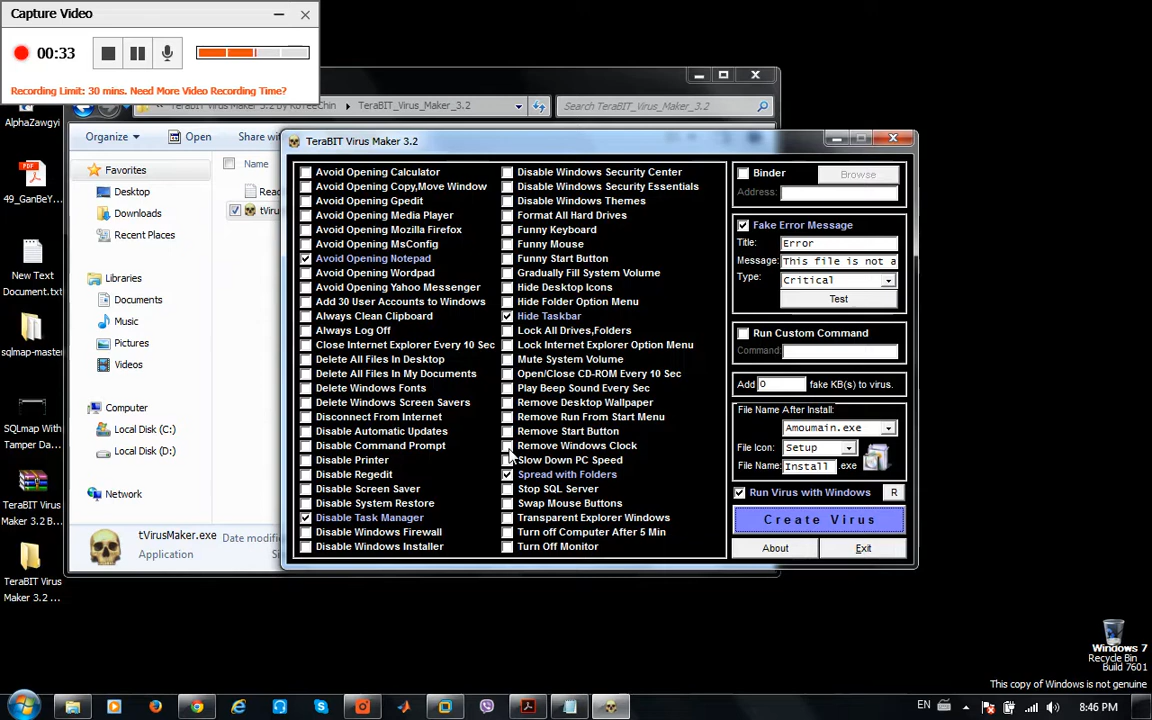 Capture Video
00:33
Recording Limit: 30 mins. Need More Video Recording Time?
TeraBIT Virus Maker 3.2 by KoYeeChin
TeraBIT_Virus_Maker_3.2
Search TeraBIT_Virus_Maker_3.2
AlphaZawgyi
Organize
Open
Share wi
Name
Favorites
Desktop
Downloads
Recent Places
Libraries
Documents
Music
Pictures
Videos
Computer
Local Disk (C:)
Local Disk (D:)
Network
Read
tViru
49_GanBeY...
New Text
Document.txt
sqlmap-master
SQLmap With
Tamper Dat...
TeraBIT Virus
Maker 3.2 B...
TeraBIT Virus
Maker 3.2 ...
tVirusMaker.exe
Date modifie
Application
TeraBIT Virus Maker 3.2
Avoid Opening Calculator
Avoid Opening Copy,Move Window
Avoid Opening Gpedit
Avoid Opening Media Player
Avoid Opening Mozilla Firefox
Avoid Opening MsConfig
Avoid Opening Notepad
Avoid Opening Wordpad
Avoid Opening Yahoo Messenger
Add 30 User Accounts to Windows
Always Clean Clipboard
Always Log Off
Close Internet Explorer Every 10 Sec
Delete All Files In Desktop
Delete All Files In My Documents
Delete Windows Fonts
Delete Windows Screen Savers
Disconnect From Internet
Disable Automatic Updates
Disable Command Prompt
Disable Printer
Disable Regedit
Disable Screen Saver
Disable System Restore
Disable Task Manager
Disable Windows Firewall
Disable Windows Installer
Disable Windows Security Center
Disable Windows Security Essentials
Disable Windows Themes
Format All Hard Drives
Funny Keyboard
Funny Mouse
Funny Start Button
Gradually Fill System Volume
Hide Desktop Icons
Hide Folder Option Menu
Hide Taskbar
Lock All Drives,Folders
Lock Internet Explorer Option Menu
Mute System Volume
Open/Close CD-ROM Every 10 Sec
Play Beep Sound Every Sec
Remove Desktop Wallpaper
Remove Run From Start Menu
Remove Start Button
Remove Windows Clock
Slow Down PC Speed
Spread with Folders
Stop SQL Server
Swap Mouse Buttons
Transparent Explorer Windows
Turn off Computer After 5 Min
Turn Off Monitor
Binder
Browse
Address:
Fake Error Message
Title: Error
Message: This file is not a
Type: Critical
Test
Run Custom Command
Command:
Add 0 fake KB(s) to virus.
File Name After Install:
Amoumain.exe
File Icon: Setup
File Name: Install .exe
Run Virus with Windows R
Create Virus
About
Exit
Recycle Bin
Windows 7
Build 7601
This copy of Windows is not genuine
EN
8:46 PM